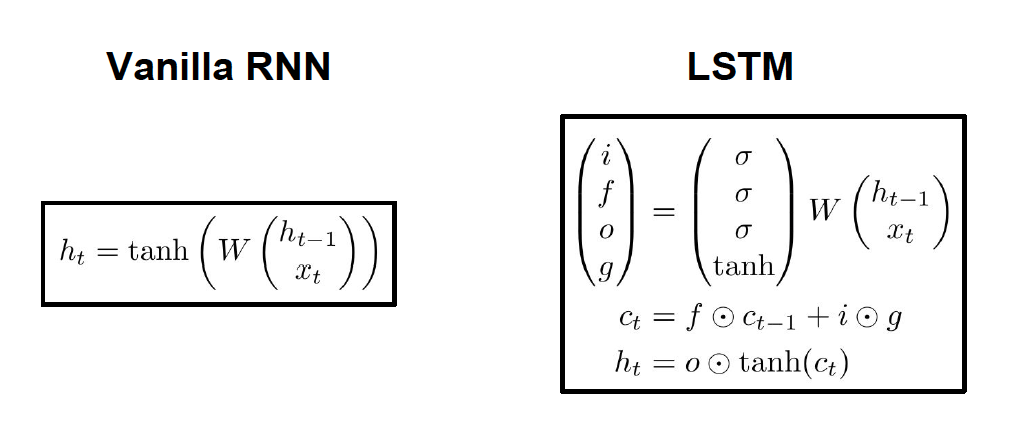 Vanilla RNN
LSTM
h_t = tanh ( W ( h_{t-1} x_t ) )
( i f o g ) = ( σ σ σ tanh ) W ( h_{t-1} x_t )
c_t = f ⊙ c_{t-1} + i ⊙ g
h_t = o ⊙ tanh(c_t)